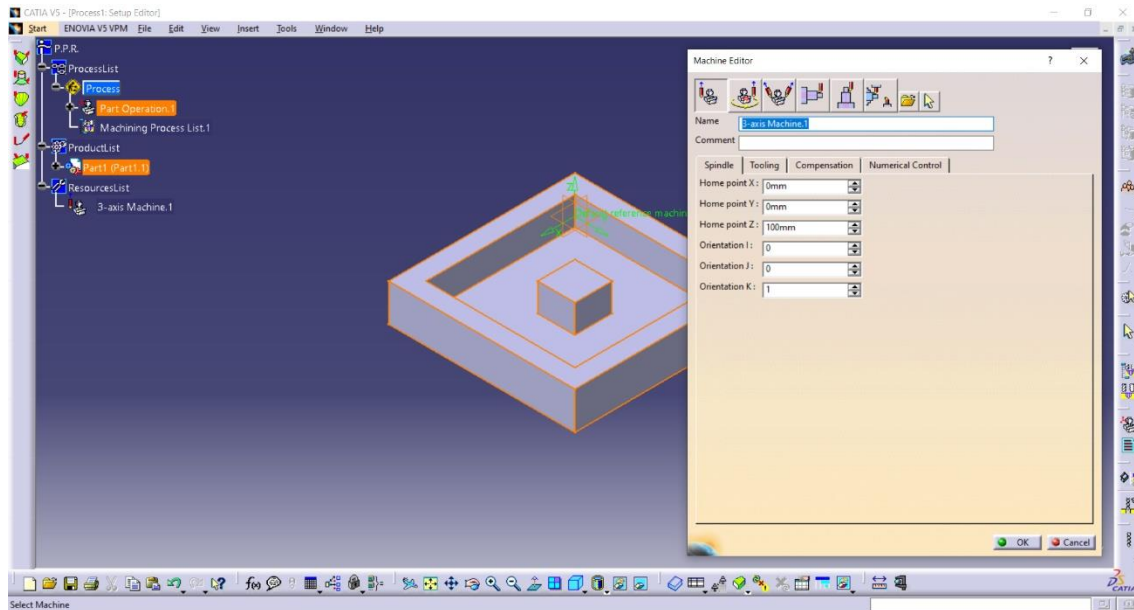 CATIA V5 - [Process1: Setup Editor]
Start ENOVIA V5 VPM File Edit View Insert Tools Window Help
P.P.R.
ProcessList
Process
Part Operation.1
Machining Process List.1
ProductList
Part1 (Part1.1)
ResourcesList
3-axis Machine.1
Z
reference machin
Machine Editor ? ×
Name 3-axis Machine.1
Comment
Spindle Tooling Compensation Numerical Control
Home point X : 0mm
Home point Y : 0mm
Home point Z : 100mm
Orientation I : 0
Orientation J : 0
Orientation K : 1
OK Cancel
f(x)
CATIA
Select Machine